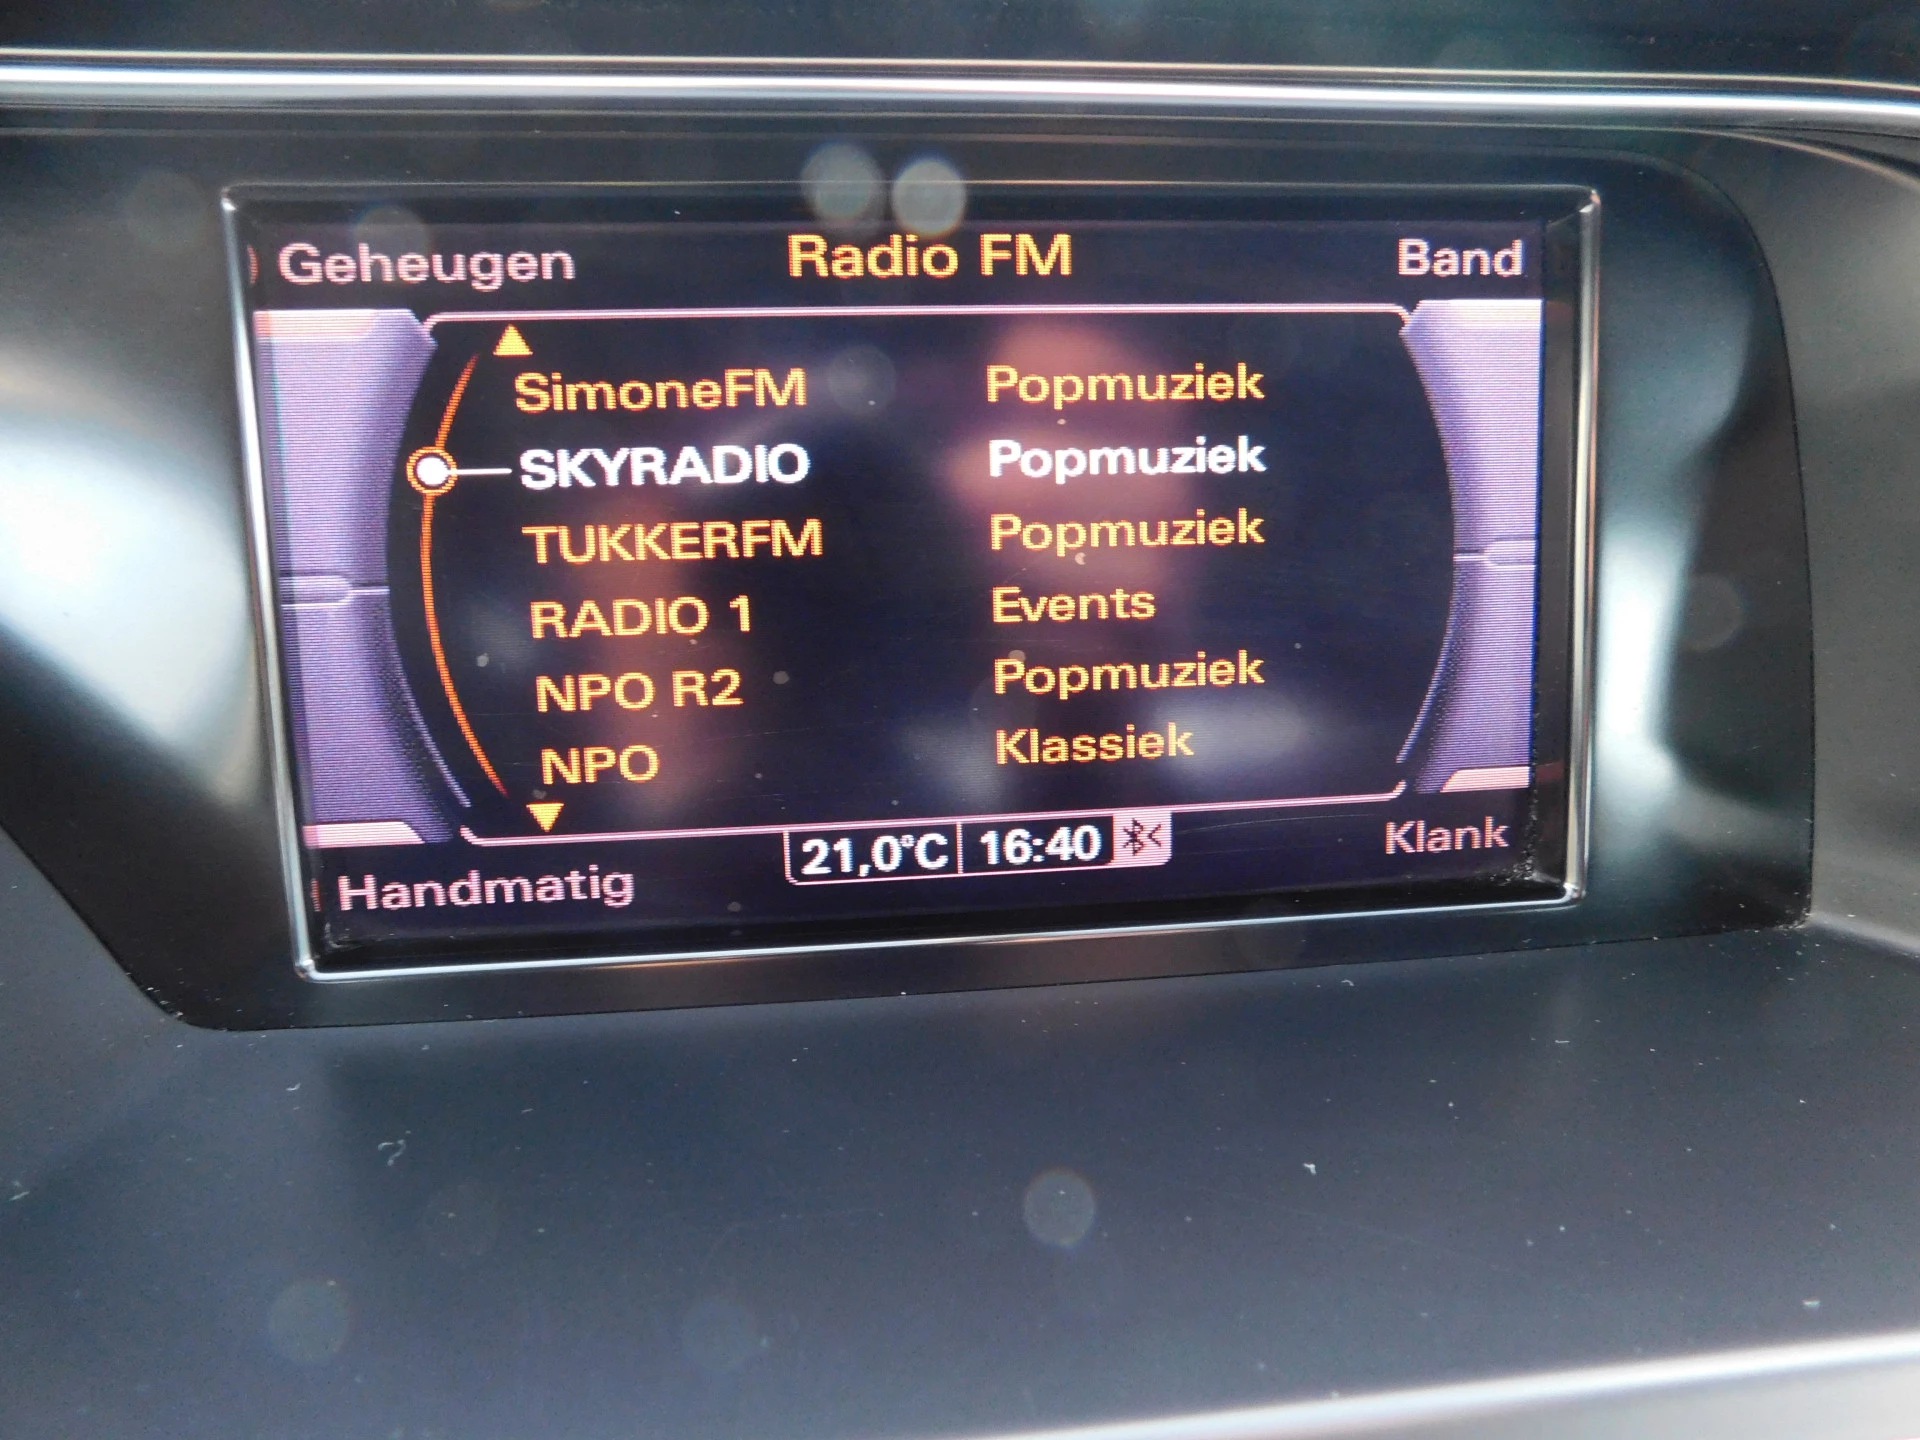 Geheugen Radio FM Band
SimoneFM Popmuziek
SKYRADIO Popmuziek
TUKKERFM Popmuziek
RADIO 1 Events
NPO R2 Popmuziek
NPO Klassiek
21,0°C 16:40
Handmatig Klank